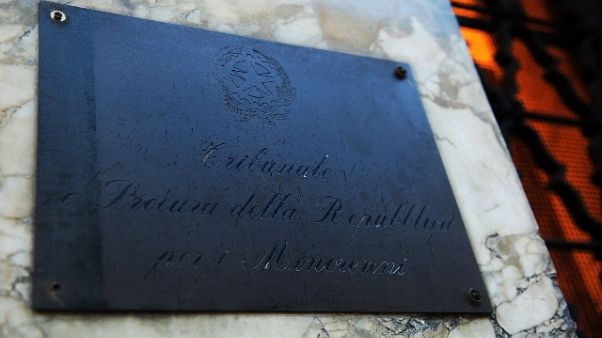 Tribunale
e Procura della Repubblica
per i Minorenni